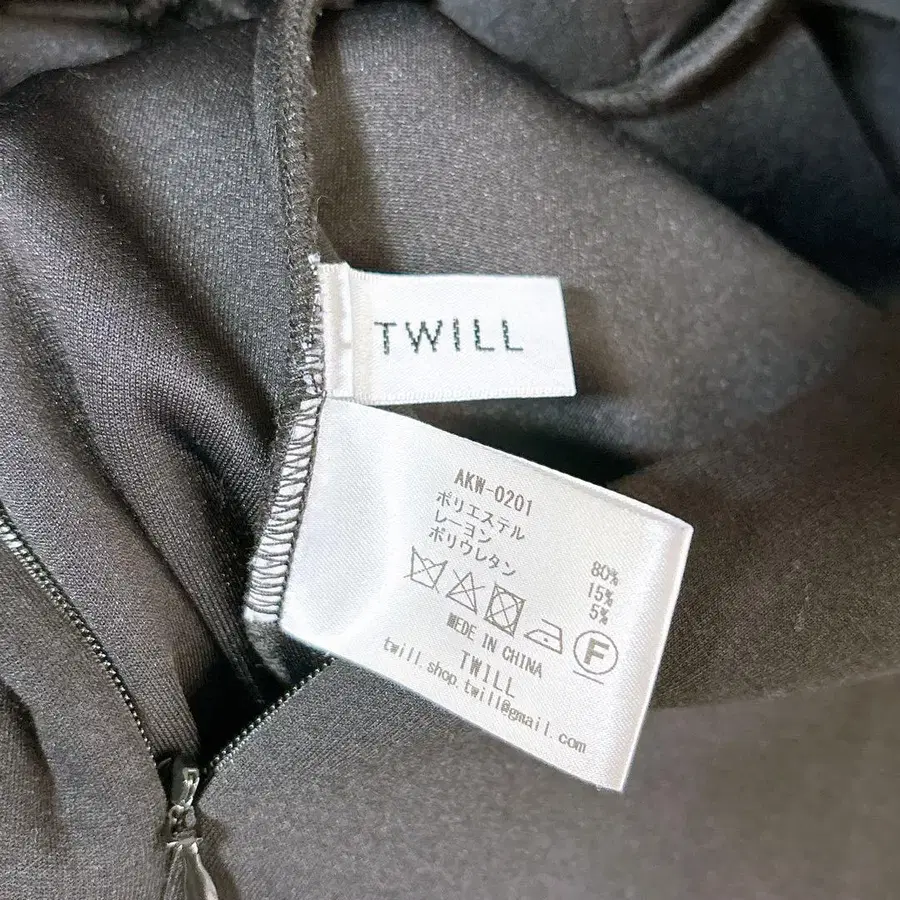 TWILL
AKW-0201
ポリエステル 80%
レーヨン 15%
ポリウレタン 5%
F
MEDE IN CHINA
TWILL
twill.shop.twill@gmail.com